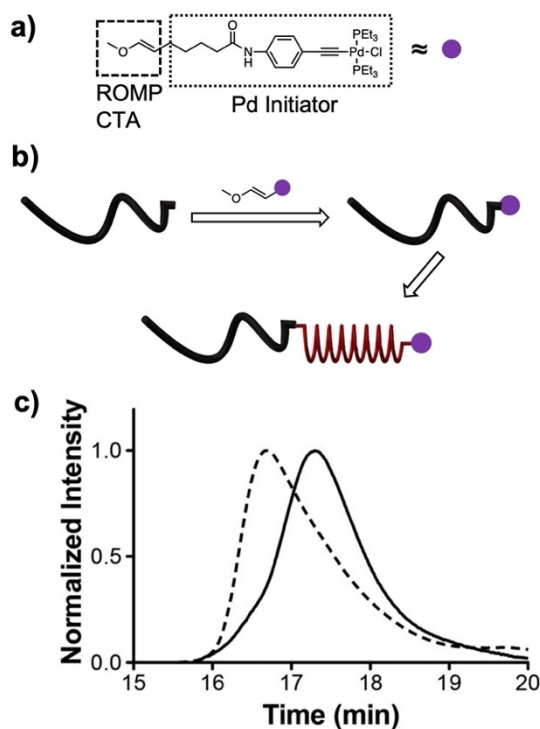 a)
O
O
N
H
PEt3
Pd-Cl
PEt3
≈
ROMP
CTA
Pd Initiator
b)
O
c)
Normalized Intensity
1.0
0.5
0.0
15 16 17 18 19 20
Time (min)